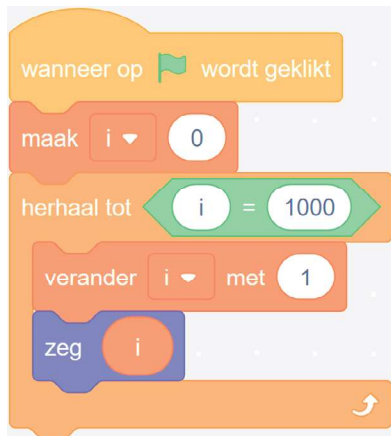 wanneer op wordt geklikt
maak i 0
herhaal tot i = 1000
verander i met 1
zeg i